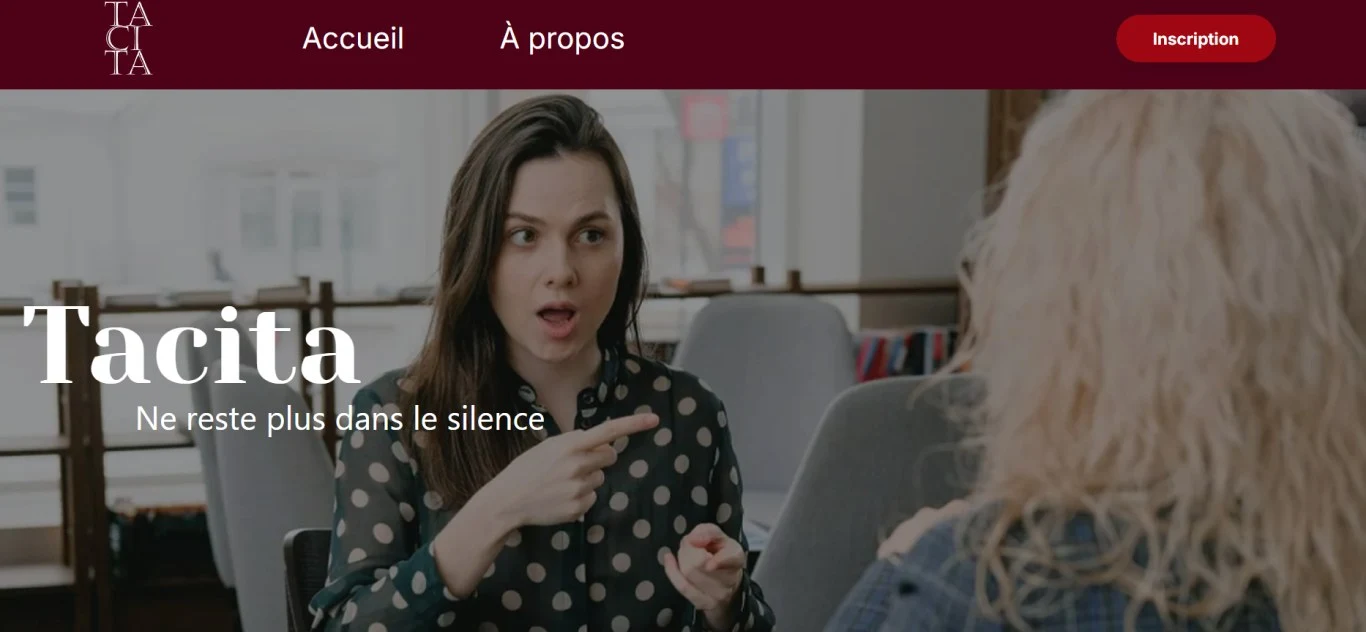 TA
CI
TA
Accueil
À propos
Inscription
Tacita
Ne reste plus dans le silence